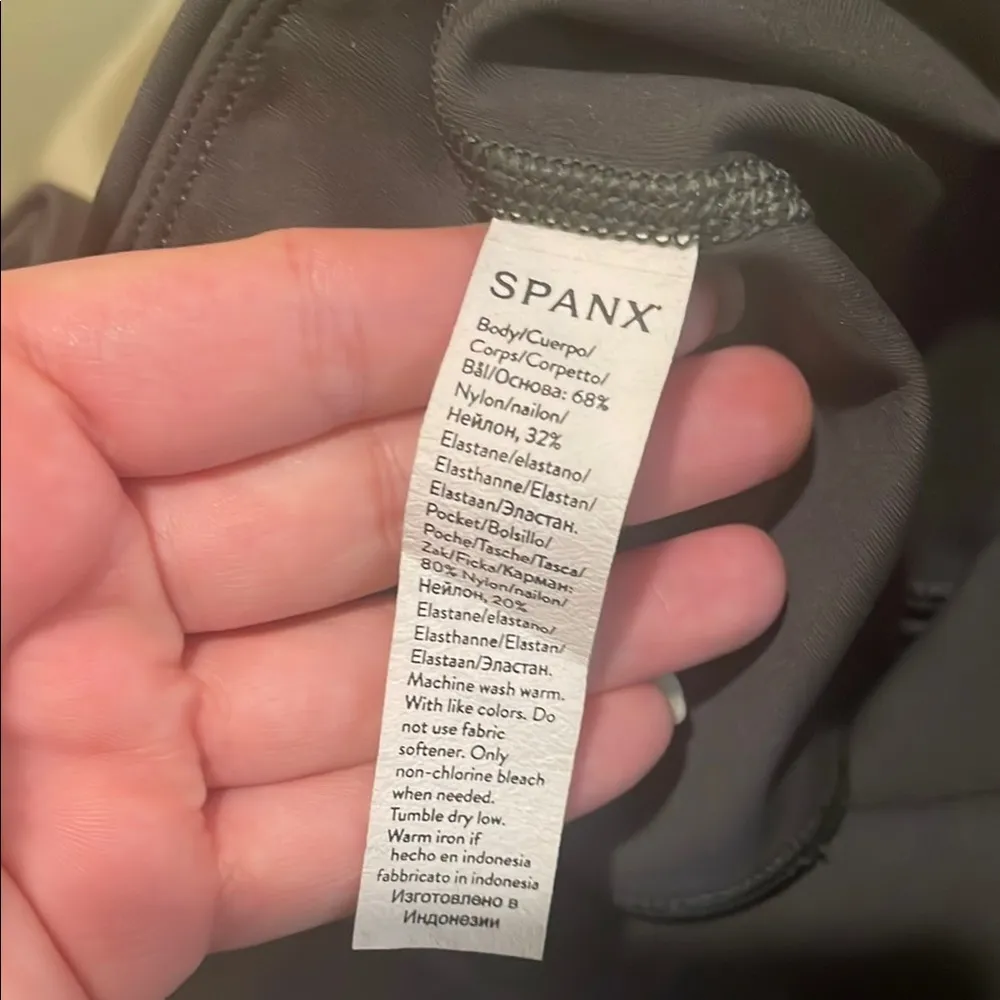 SPANX
Body/Cuerpo/
Corps/Corpetto/
Bål/Основа: 68%
Nylon/nailon/
Нейлон, 32%
Elastane/elastano/
Elasthanne/Elastan/
Elastaan/Эластан.
Pocket/Bolsillo/
Poche/Tasche/Tasca/
Zak/Ficka/Карман:
80% Nylon/nailon/
Нейлон, 20%
Elastane/elastano/
Elasthanne/Elastan/
Elastaan/Эластан.
Machine wash warm.
With like colors. Do
not use fabric
softener. Only
non-chlorine bleach
when needed.
Tumble dry low.
Warm iron if
hecho en indonesia
fabbricato in indonesia
Изготовлено в
Индонезии